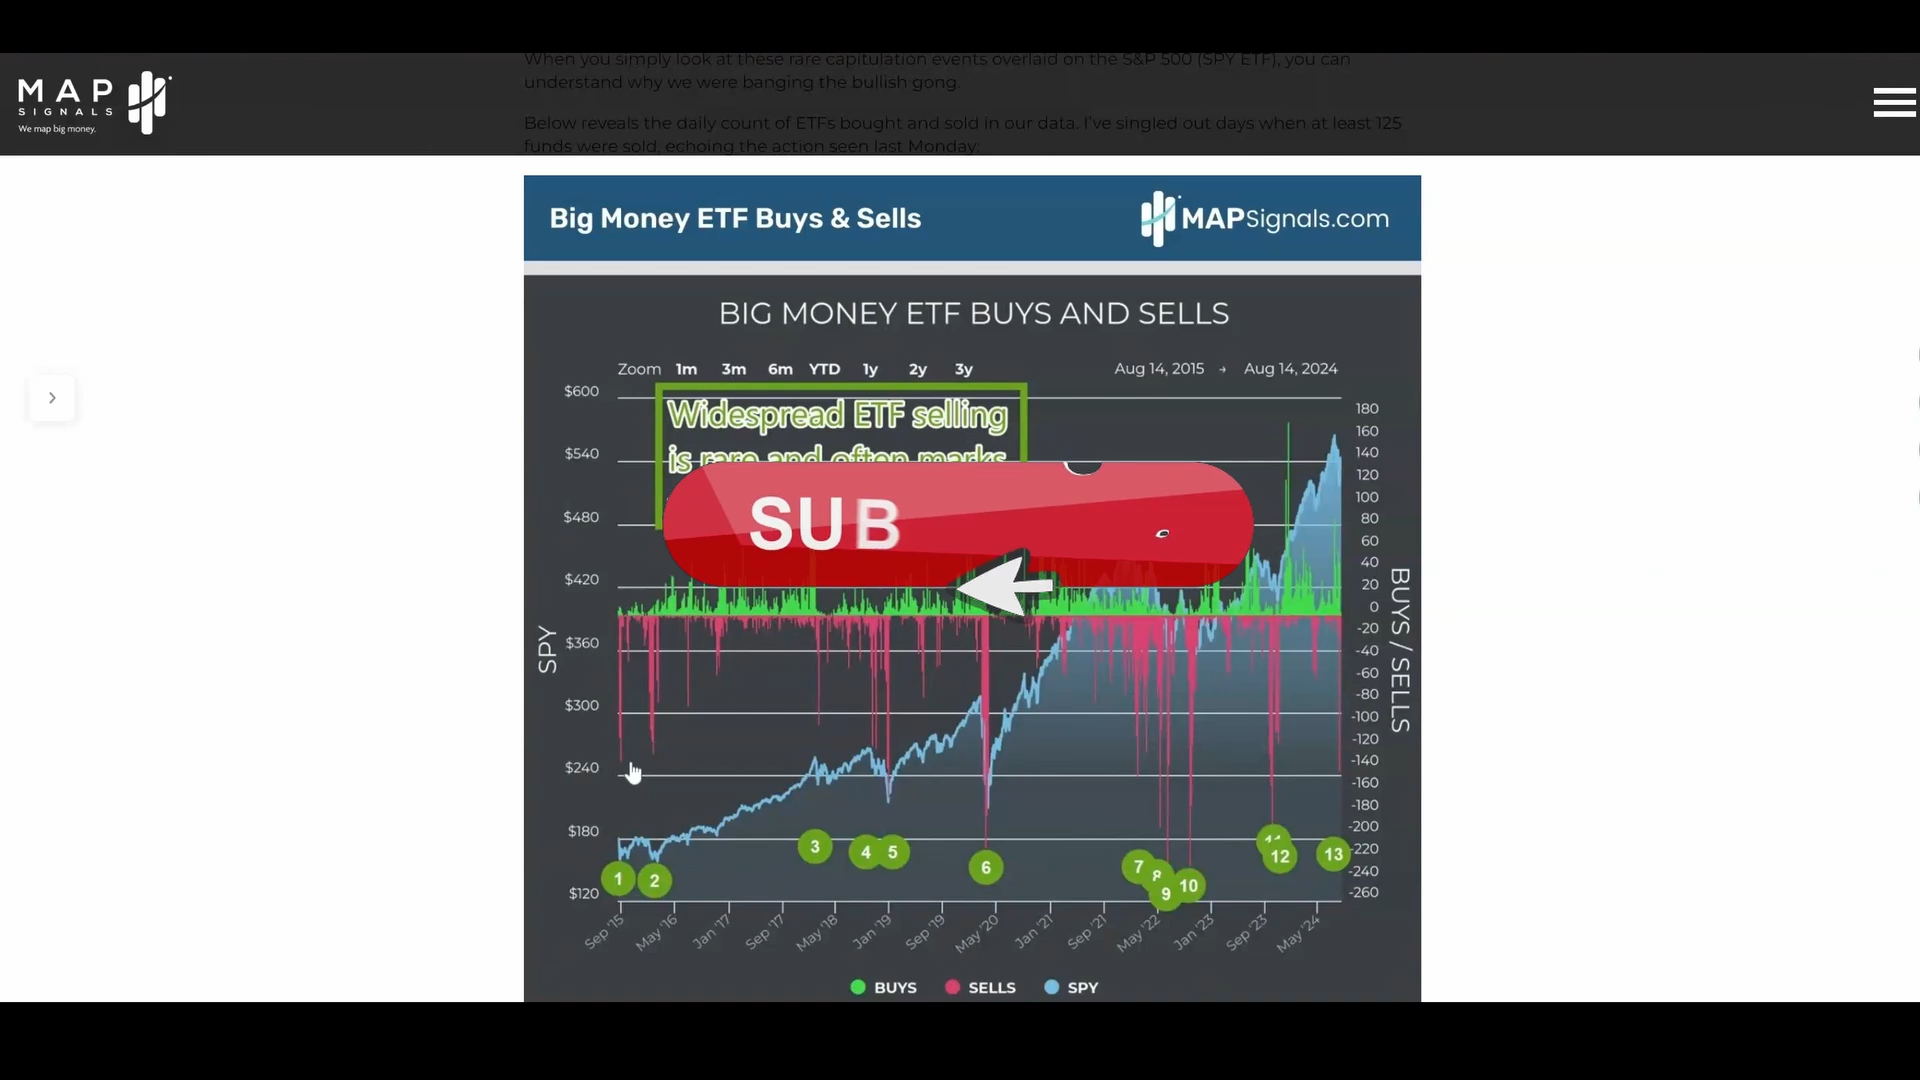 When you simply look at these rare capitulation events overlaid on the S&P 500 (SPY ETF), you can
understand why we were banging the bullish gong.
Below reveals the daily count of ETFs bought and sold in our data. I've singled out days when at least 125
funds were sold, echoing the action seen last Monday:
MAP
SIGNALS
We map big money.
Big Money ETF Buys & Sells
MAPSignals.com
BIG MONEY ETF BUYS AND SELLS
Zoom 1m 3m 6m YTD 1y 2y 3y
Aug 14, 2015 → Aug 14, 2024
Widespread ETF selling
is rare and often marks
SUB
$600
$540
$480
$420
$360
$300
$240
$180
$120
SPY
180
160
140
120
100
80
60
40
20
0
-20
-40
-60
-80
-100
-120
-140
-160
-180
-200
-220
-240
-260
BUYS / SELLS
1 2 3 4 5 6 7 8 9 10 11 12 13
Sep '15 May '16 Jan '17 Sep '17 May '18 Jan '19 Sep '19 May '20 Jan '21 Sep '21 May '22 Jan '23 Sep '23 May '24
BUYS SELLS SPY